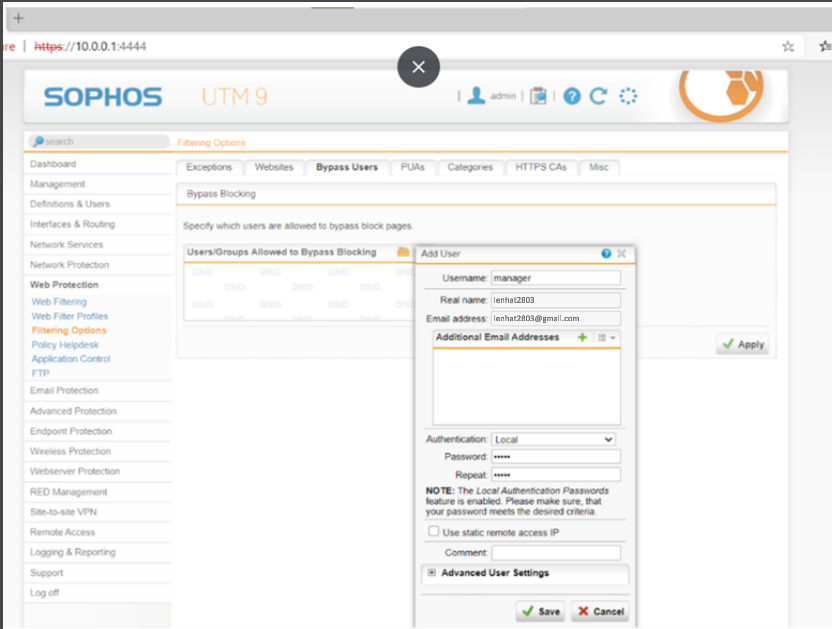 +
re | https://10.0.0.1:4444
SOPHOS UTM 9
| admin | |
search
Filtering Options
Dashboard
Management
Definitions & Users
Interfaces & Routing
Network Services
Network Protection
Web Protection
Web Filtering
Web Filter Profiles
Filtering Options
Policy Helpdesk
Application Control
FTP
Email Protection
Advanced Protection
Endpoint Protection
Wireless Protection
Webserver Protection
RED Management
Site-to-site VPN
Remote Access
Logging & Reporting
Support
Log off
Exceptions Websites Bypass Users PUAs Categories HTTPS CAs Misc
Bypass Blocking
Specify which users are allowed to bypass block pages.
Users/Groups Allowed to Bypass Blocking
DND DND DND DND
DND DND DND
DND DND DND DND
DND DND DND
Apply
Add User
Username: manager
Real name: lenhat2803
Email address: lenhat2803@gmail.com
Additional Email Addresses
Authentication: Local
Password: •••••
Repeat: •••••
NOTE: The Local Authentication Passwords
feature is enabled. Please make sure, that
your password meets the desired criteria.
Use static remote access IP
Comment:
Advanced User Settings
Save Cancel